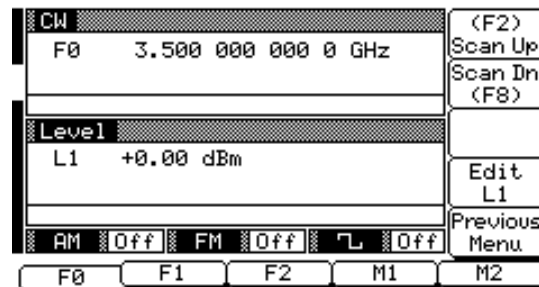 CW
F0 3.500 000 000 0 GHz
Level
L1 +0.00 dBm
AM Off FM Off Off
F0 F1 F2 M1 M2
(F2)
Scan Up
Scan Dn
(F8)
Edit
L1
Previous
Menu